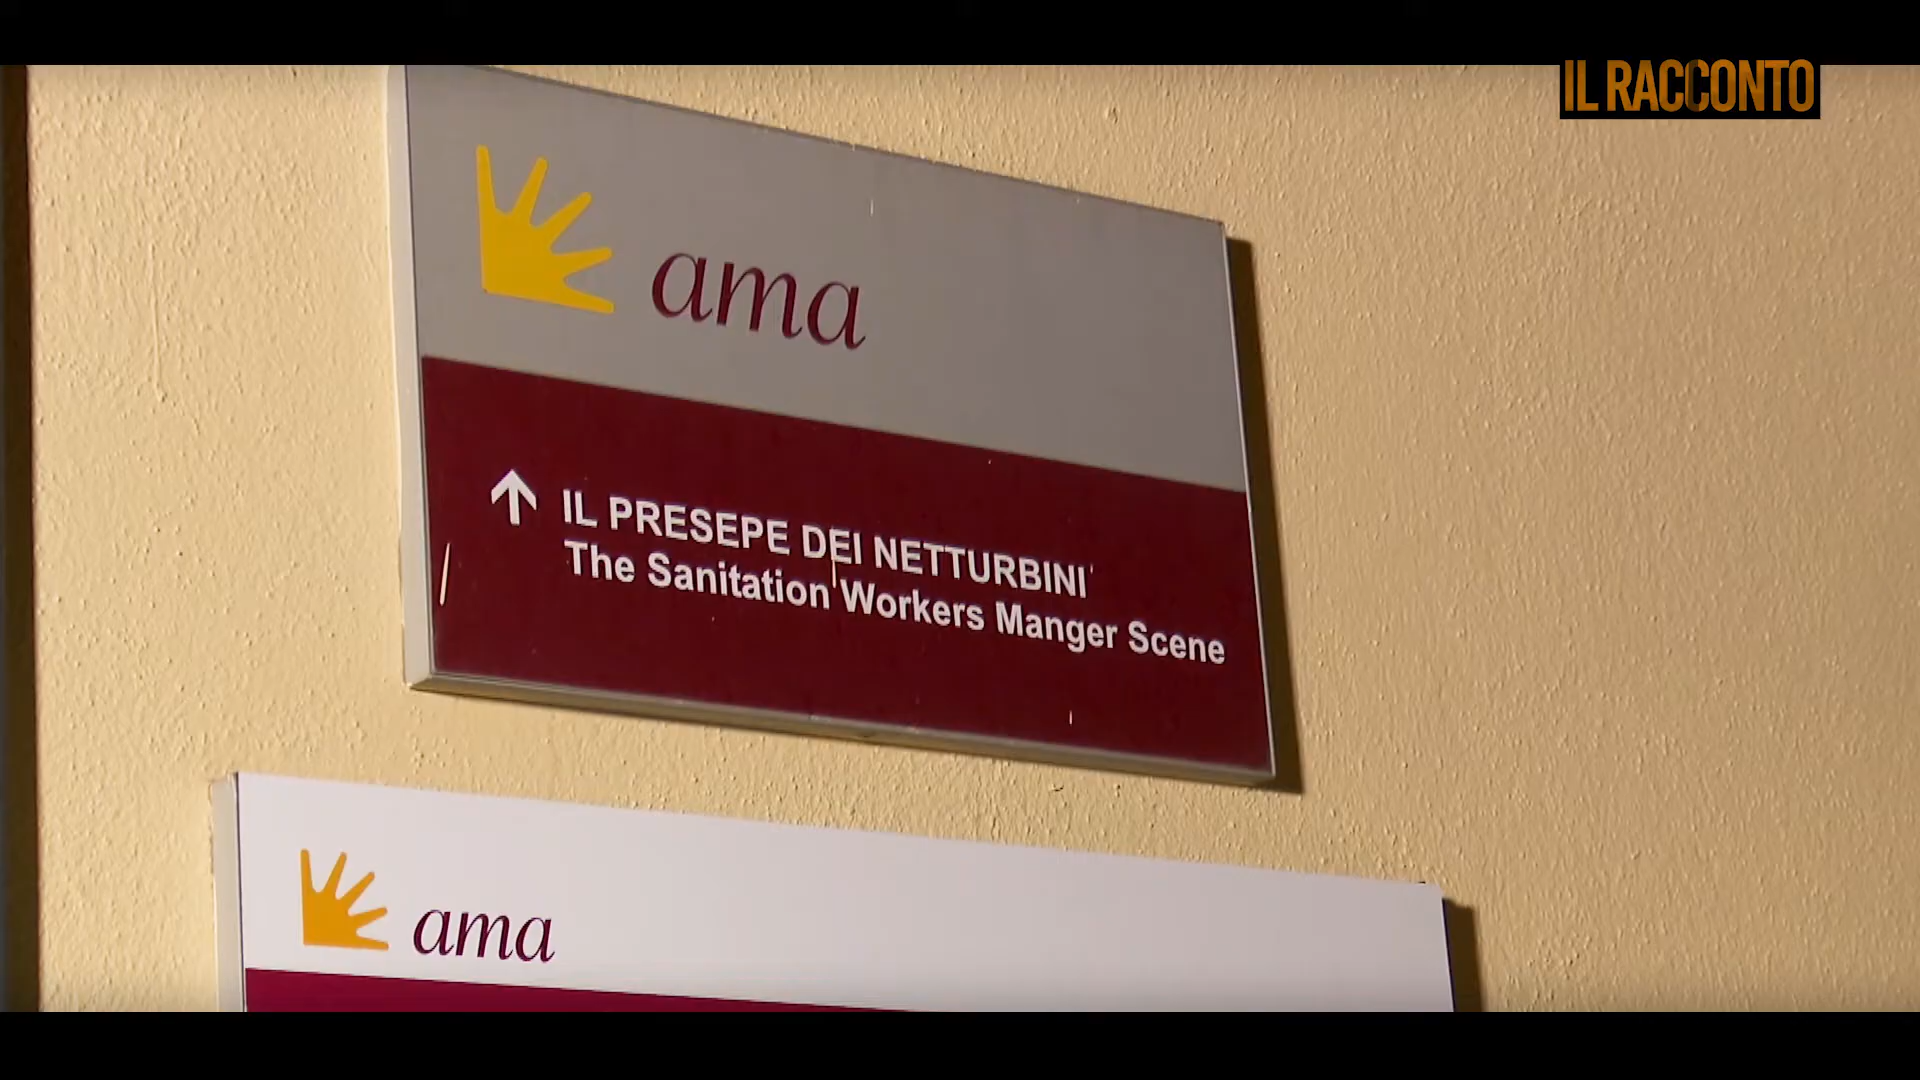 IL RACCONTO
ama
IL PRESEPE DEI NETTURBINI
The Sanitation Workers Manger Scene
ama